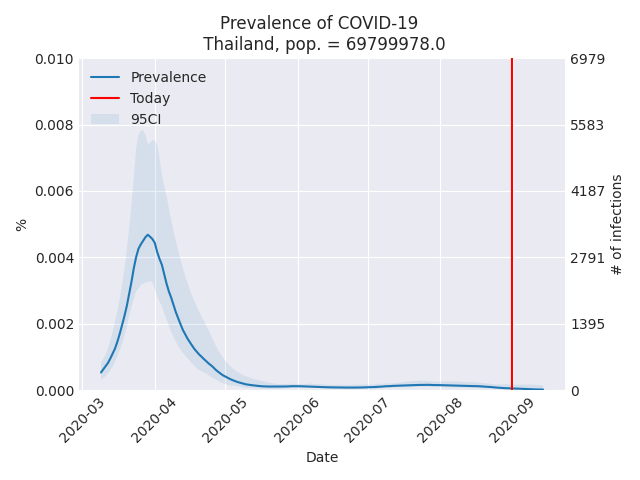 Prevalence of COVID-19
Thailand, pop. = 69799978.0
Prevalence
Today
95CI
0.010
0.008
0.006
0.004
0.002
0.000
%
6979
5583
4187
2791
1395
0
# of infections
2020-03
2020-04
2020-05
2020-06
2020-07
2020-08
2020-09
Date